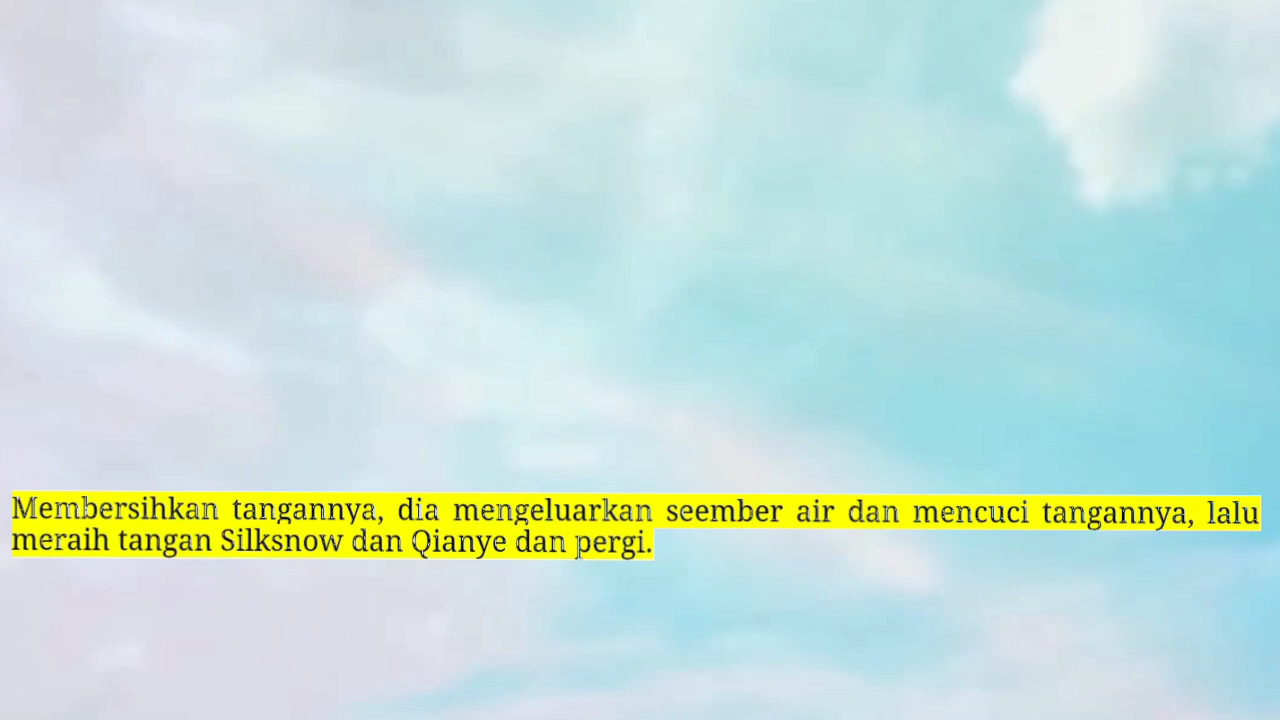 Membersihkan tangannya, dia mengeluarkan seember air dan mencuci tangannya, lalu
meraih tangan Silksnow dan Qianye dan pergi.